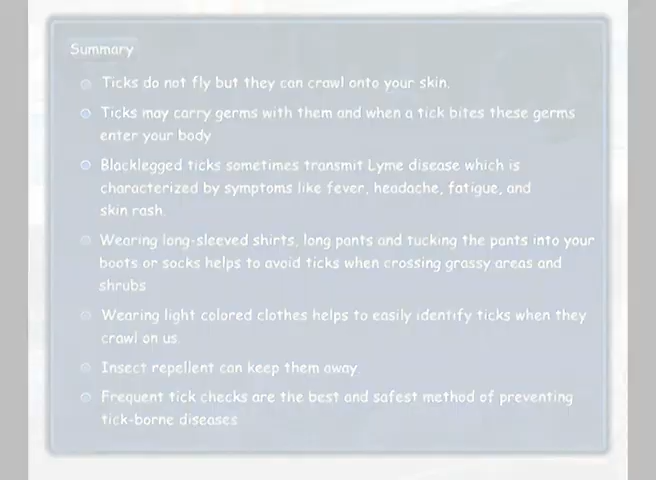 Summary
Ticks do not fly but they can crawl onto your skin.
Ticks may carry germs with them and when a tick bites these germs
enter your body
Blacklegged ticks sometimes transmit Lyme disease which is
characterized by symptoms like fever, headache, fatigue, and
skin rash.
Wearing long-sleeved shirts, long pants and tucking the pants into your
boots or socks helps to avoid ticks when crossing grassy areas and
shrubs
Wearing light colored clothes helps to easily identify ticks when they
crawl on us.
Insect repellent can keep them away.
Frequent tick checks are the best and safest method of preventing
tick-borne diseases